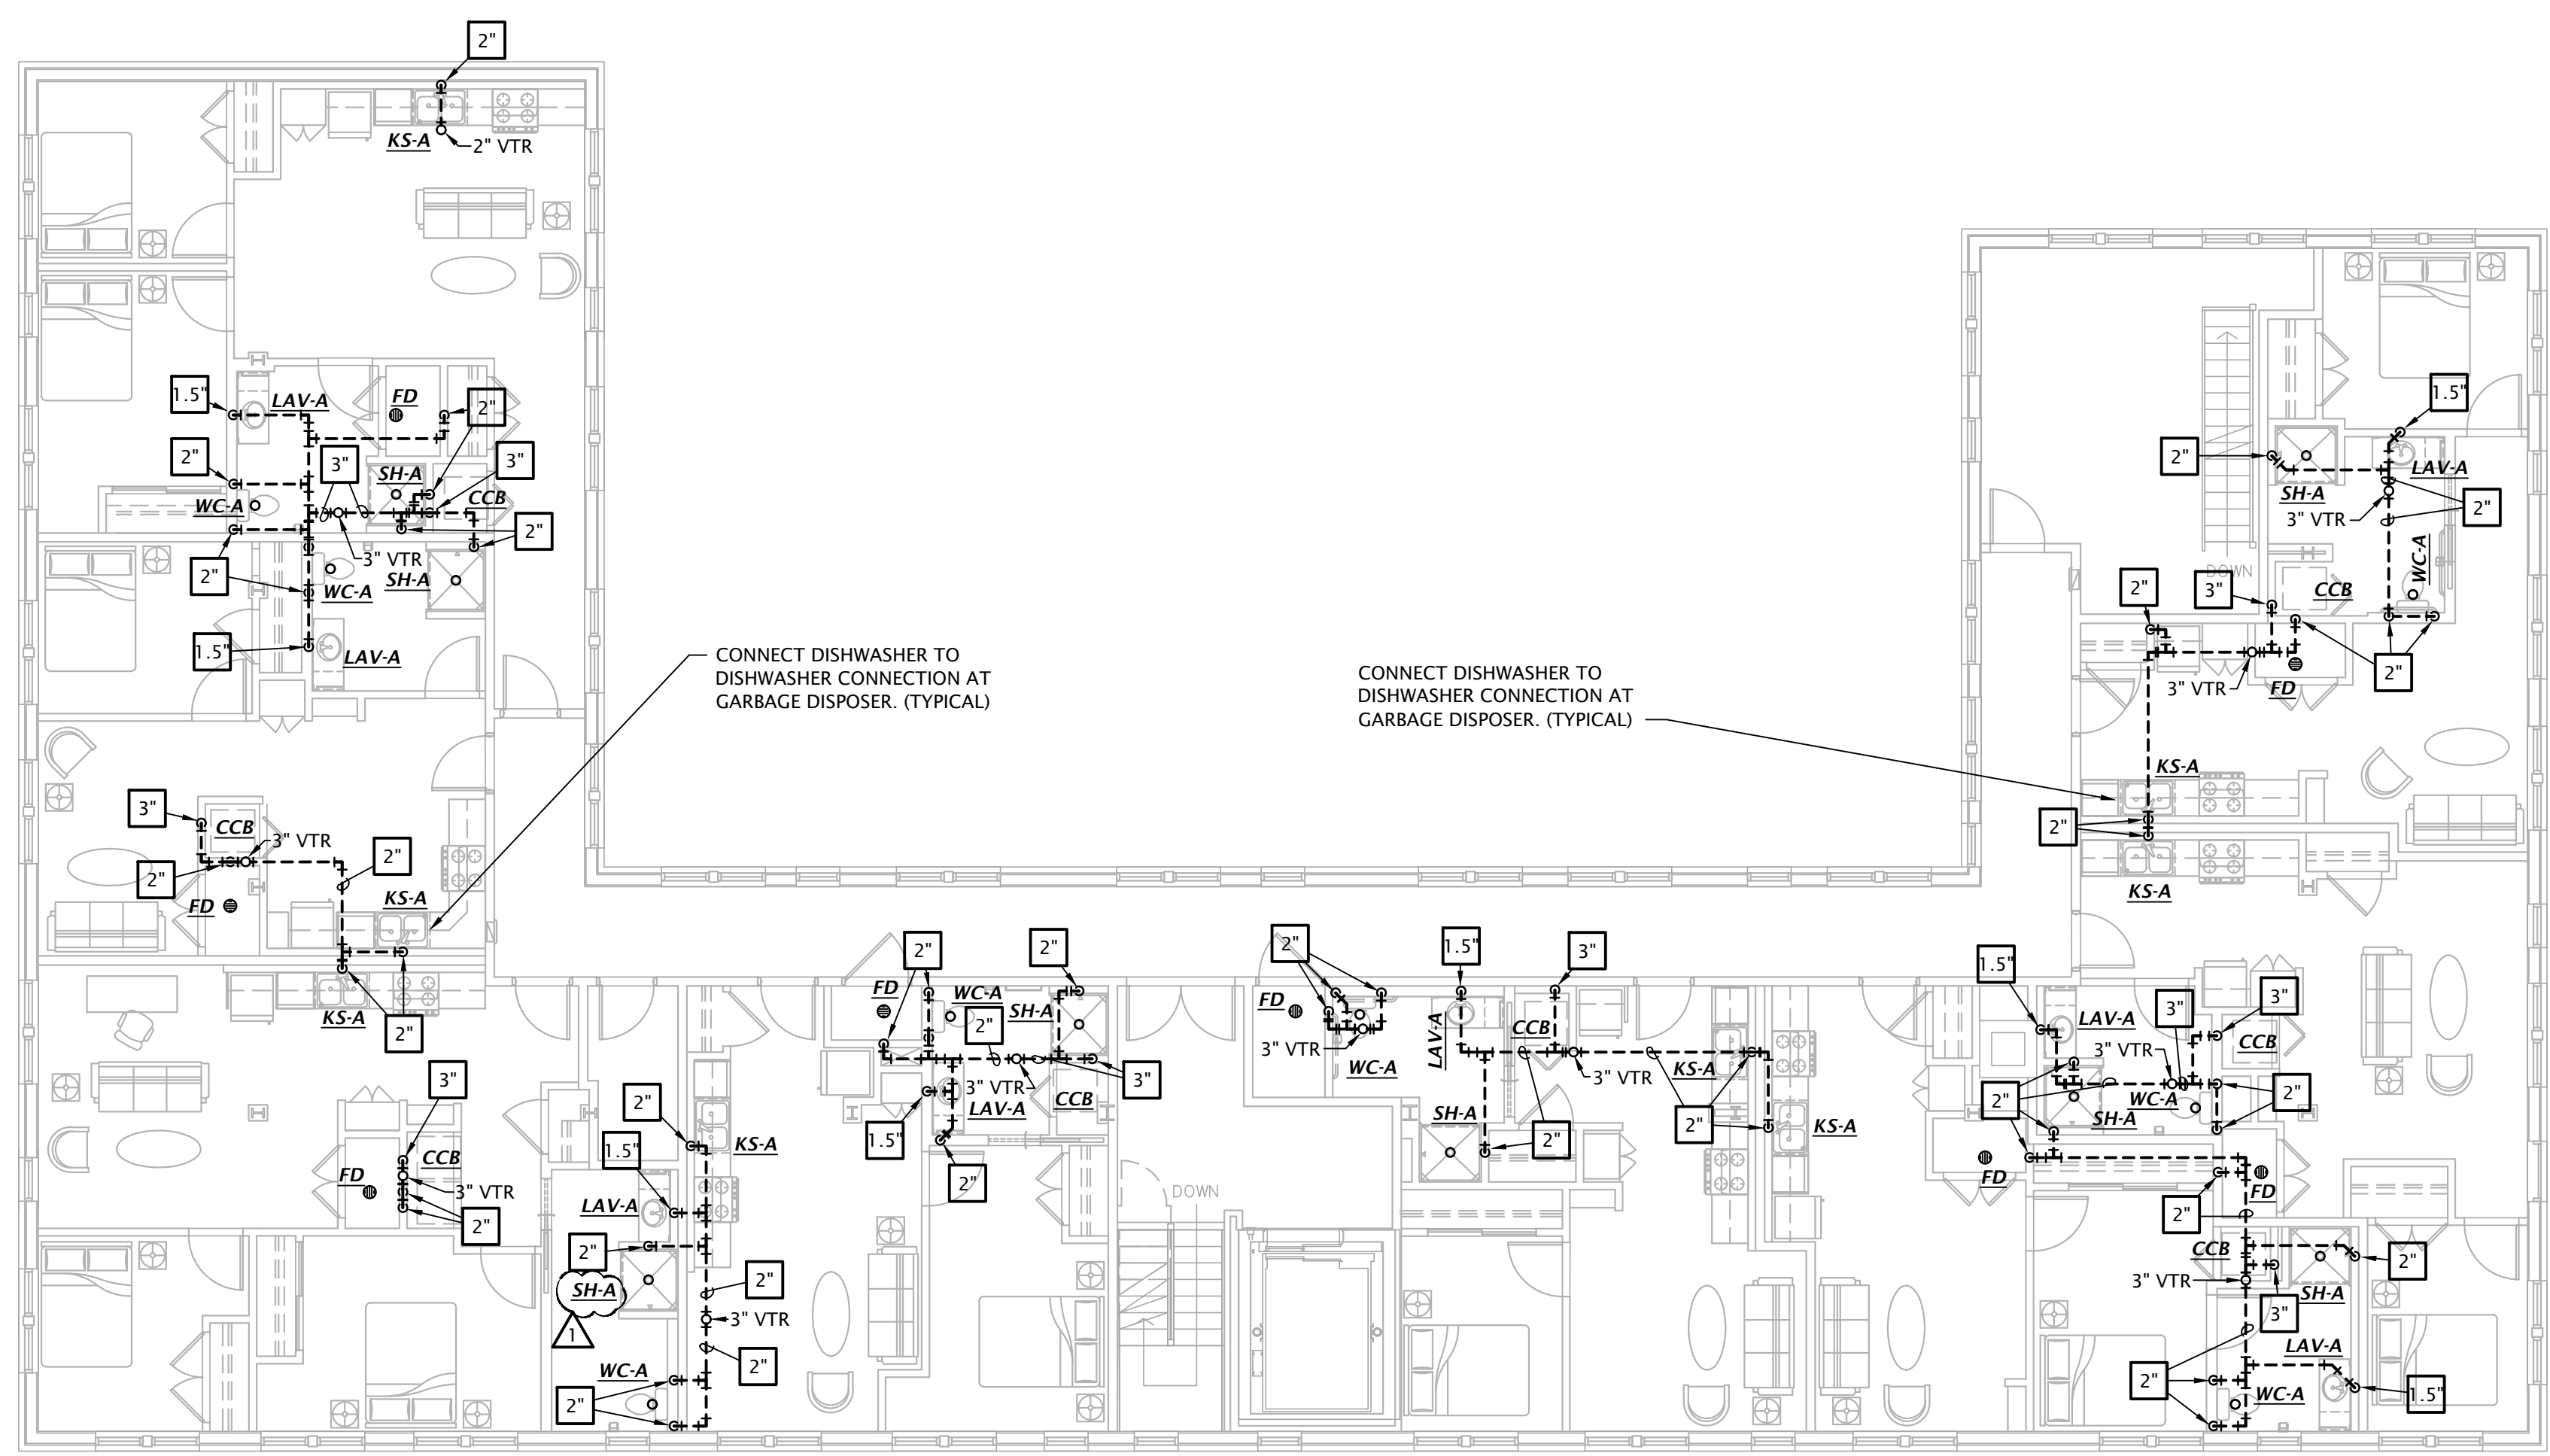 2"
KS-A
2" VTR
1.5"
LAV-A
FD
2"
2"
3"
SH-A
3"
WC-A
CCB
2"
2"
3" VTR
SH-A
WC-A
1.5"
LAV-A
CONNECT DISHWASHER TO
DISHWASHER CONNECTION AT
GARBAGE DISPOSER. (TYPICAL)
CONNECT DISHWASHER TO
DISHWASHER CONNECTION AT
GARBAGE DISPOSER. (TYPICAL)
1.5"
2"
LAV-A
SH-A
2"
3" VTR
WC-A
DOWN
2"
3"
CCB
2"
3" VTR
FD
KS-A
2"
KS-A
3"
CCB
3" VTR
2"
2"
FD
KS-A
KS-A
2"
3"
FD
CCB
3" VTR
2"
2"
KS-A
1.5"
LAV-A
2"
SH-A
1
2"
3" VTR
2"
WC-A
2"
2"
2"
FD
WC-A
SH-A
2"
3" VTR
3"
LAV-A
CCB
1.5"
2"
DOWN
2"
FD
3" VTR
WC-A
1.5"
LAV-A
3"
CCB
3" VTR
KS-A
SH-A
2"
2"
KS-A
1.5"
LAV-A
3"
3"
CCB
3" VTR
2"
WC-A
2"
SH-A
FD
FD
2"
CCB
2"
3" VTR
SH-A
3"
LAV-A
2"
WC-A
1.5"